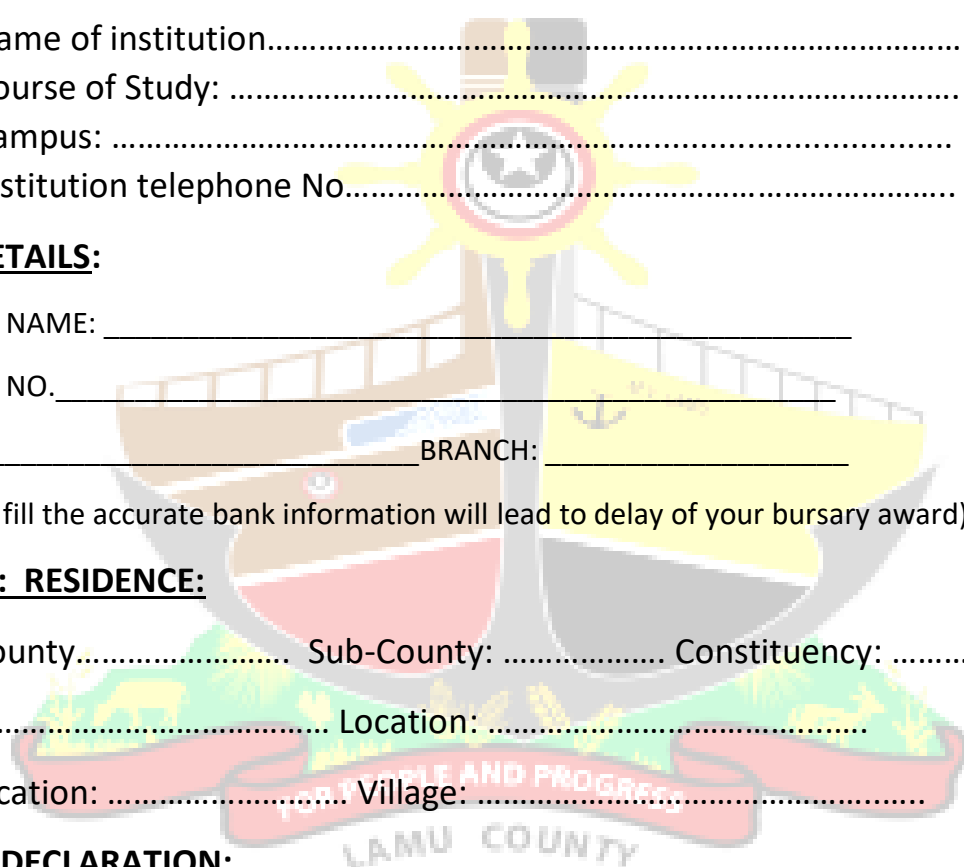 ame of institution……………………………………………………………………
ourse of Study: ……………………………………………………………………….
ampus: ……………………………………………….............................
stitution telephone No…………………………………………………………..
ETAILS:
NAME: _______________________________________________
NO._________________________________________________
___________________________BRANCH: ___________________
fill the accurate bank information will lead to delay of your bursary award)
: RESIDENCE:
ounty……………………. Sub-County: ………………. Constituency: ………
………………………………. Location: …………………………………….
cation: ………………………. Village: ……………………………………......
FOR PEOPLE AND PROGRESS
LAMU COUNTY
DECLARATION: